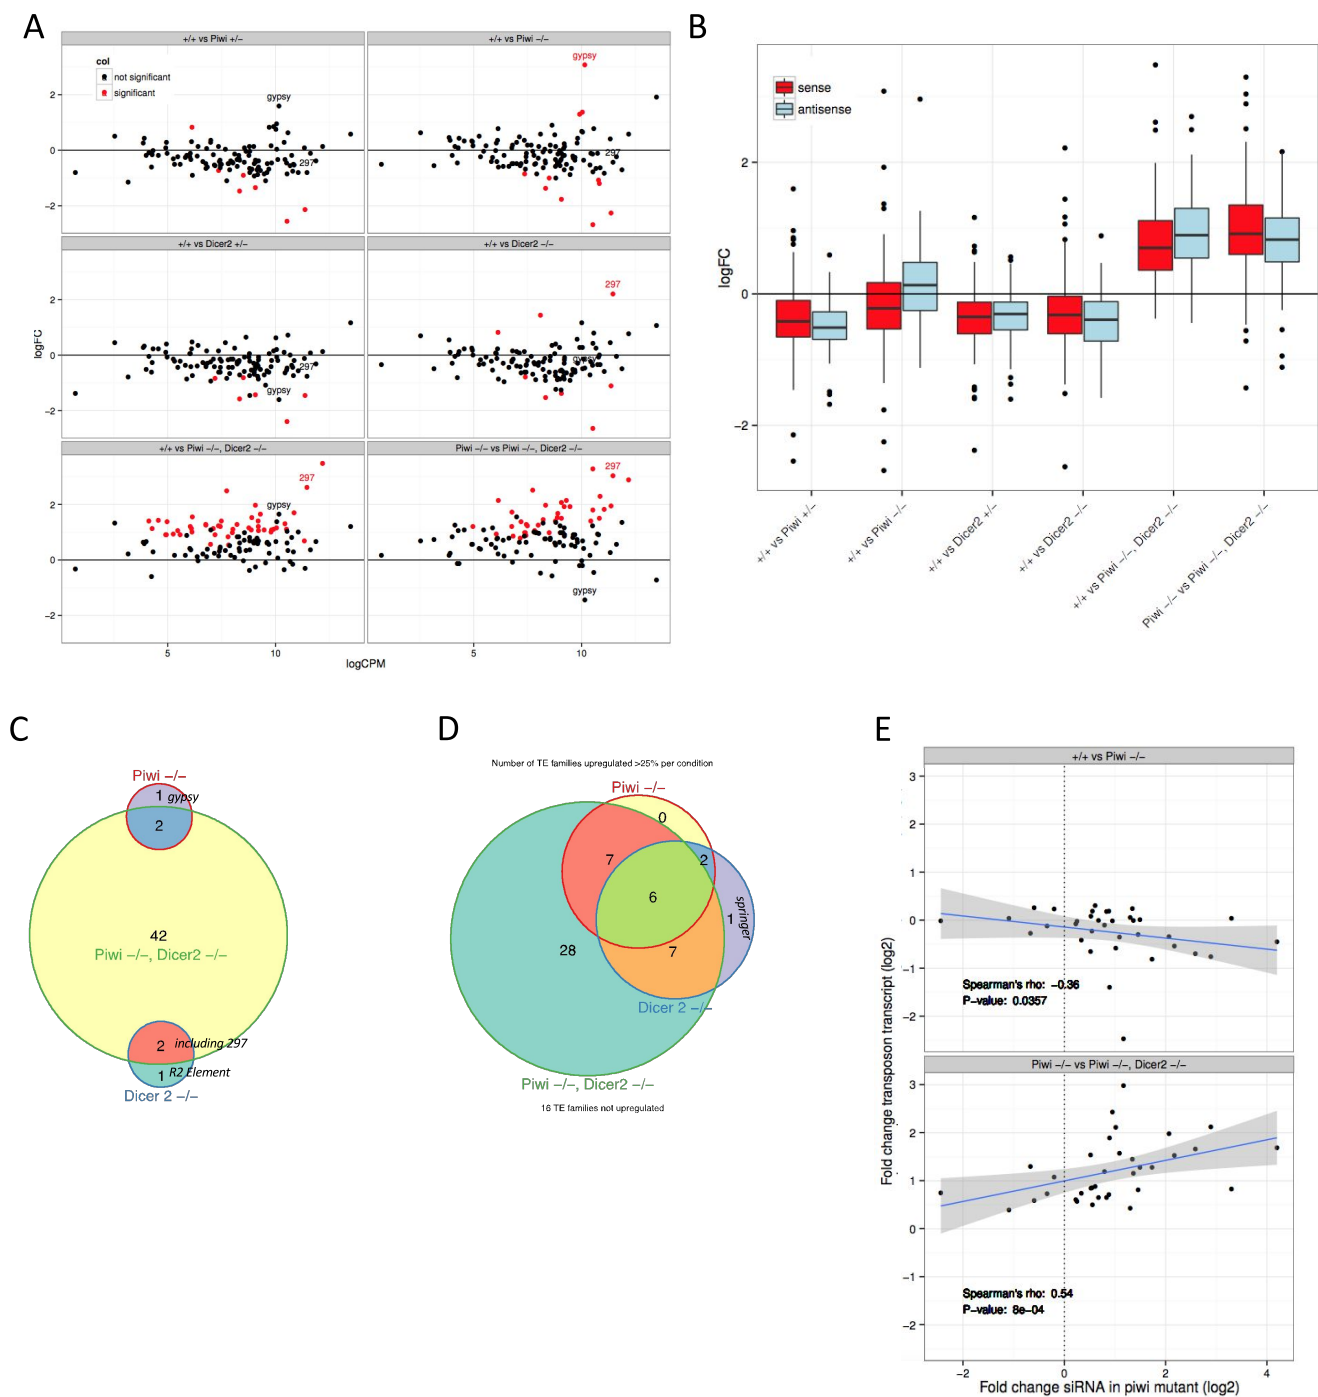 A
+/+ vs Piwi +/−
+/+ vs Piwi −/−
col
not significant
significant
gypsy
297
gypsy
297
2
0
−2
+/+ vs Dicer2 +/−
+/+ vs Dicer2 −/−
297
gypsy
297
gypsy
2
0
−2
logFC
+/+ vs Piwi −/−, Dicer2 −/−
Piwi −/− vs Piwi −/−, Dicer2 −/−
297
gypsy
297
gypsy
2
0
−2
5
10
5
10
logCPM
B
sense
antisense
2
0
−2
logFC
+/+ vs Piwi +/−
+/+ vs Piwi −/−
+/+ vs Dicer2 +/−
+/+ vs Dicer2 −/−
+/+ vs Piwi −/−, Dicer2 −/−
Piwi −/− vs Piwi −/−, Dicer2 −/−
C
Piwi −/−
1 gypsy
2
42
Piwi −/−, Dicer2 −/−
2 including 297
1 R2 Element
Dicer 2 −/−
D
Number of TE families upregulated >25% per condition
Piwi −/−
0
7
2
6
1
springer
28
7
Dicer 2 −/−
Piwi −/−, Dicer2 −/−
16 TE families not upregulated
E
+/+ vs Piwi −/−
3
2
1
0
−1
−2
Spearman's rho: −0.36
P-value: 0.0357
Piwi −/− vs Piwi −/−, Dicer2 −/−
3
2
1
0
−1
−2
Spearman's rho: 0.54
P-value: 8e−04
Fold change transposon transcript (log2)
−2
0
2
4
Fold change siRNA in piwi mutant (log2)